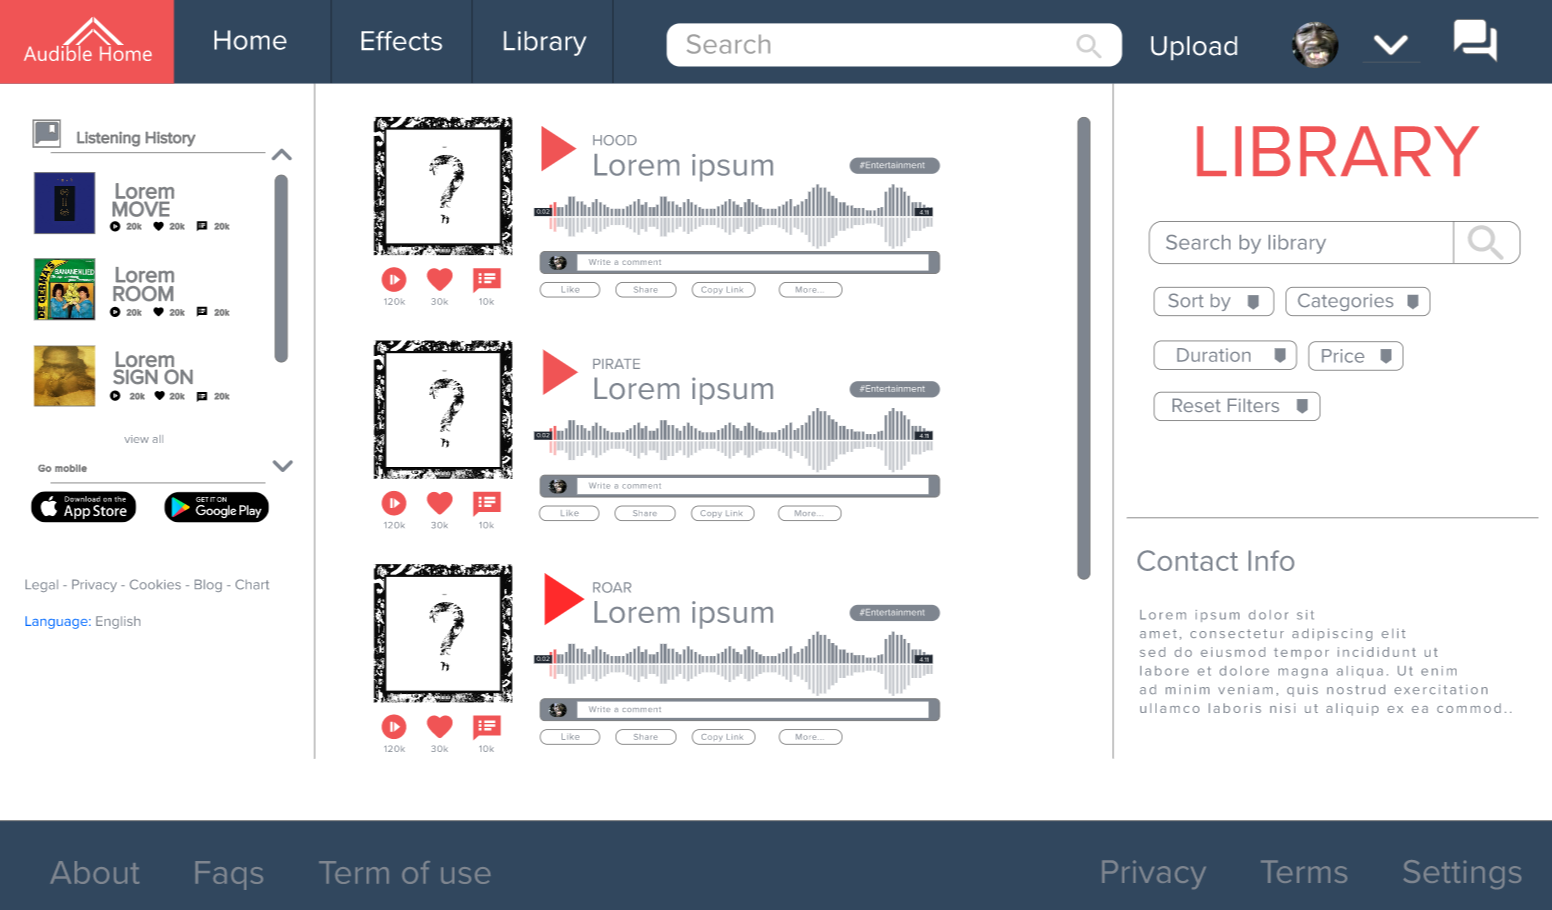 Audible Home
Home
Effects
Library
Search
Upload
Listening History
Lorem
MOVE
20k 20k 20k
DE GERMA'S
BANANENLIED
Lorem
ROOM
20k 20k 20k
Lorem
SIGN ON
20k 20k 20k
view all
Go mobile
Download on the
App Store
GET IT ON
Google Play
Legal - Privacy - Cookies - Blog - Chart
Language: English
?
HOOD
Lorem ipsum
#Entertainment
0.02
4.11
Write a comment
120k 30k 10k
Like Share Copy Link More...
?
PIRATE
Lorem ipsum
#Entertainment
0.02
4.11
Write a comment
120k 30k 10k
Like Share Copy Link More...
?
ROAR
Lorem ipsum
#Entertainment
0.02
4.11
Write a comment
120k 30k 10k
Like Share Copy Link More...
LIBRARY
Search by library
Sort by
Categories
Duration
Price
Reset Filters
Contact Info
Lorem ipsum dolor sit
amet, consectetur adipiscing elit
sed do eiusmod tempor incididunt ut
labore et dolore magna aliqua. Ut enim
ad minim veniam, quis nostrud exercitation
ullamco laboris nisi ut aliquip ex ea commod..
About
Faqs
Term of use
Privacy
Terms
Settings